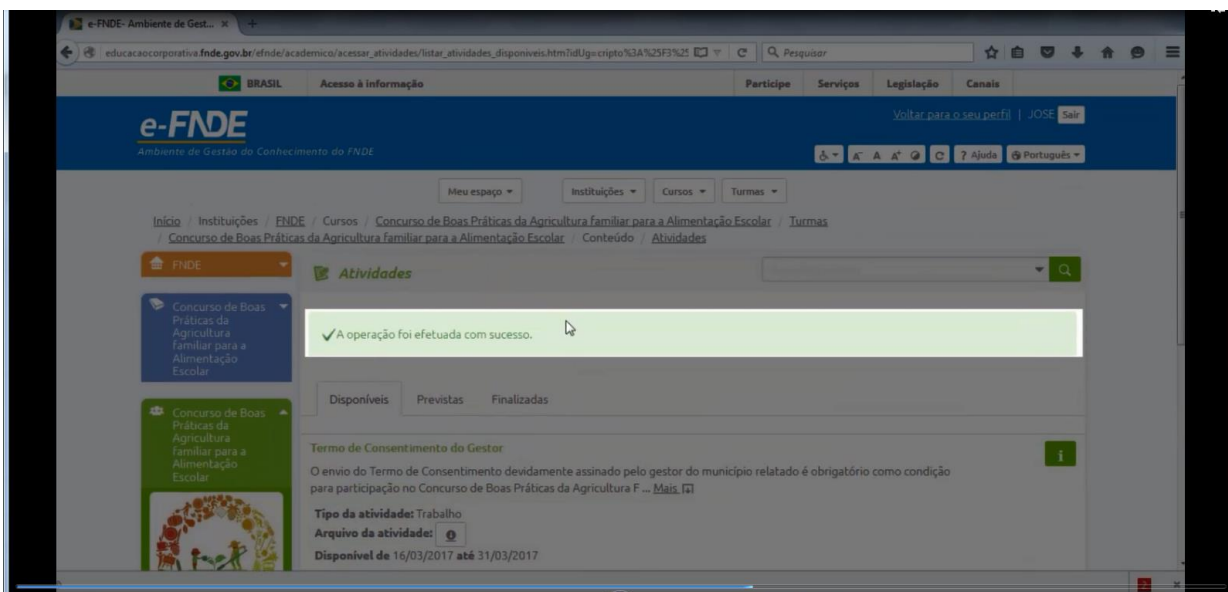 e-FNDE- Ambiente de Gest... × +
educacaocorporativa.fnde.gov.br/efnde/academico/acessar_atividades/listar_atividades_disponiveis.htm?idUg=cripto%3A%25F3%25 Pesquisar
BRASIL Acesso à informação Participe Serviços Legislação Canais
e-FNDE
Voltar para o seu perfil | JOSE Sair
Ambiente de Gestão do Conhecimento do FNDE
A- A A+ C ? Ajuda Português
Meu espaço Instituições Cursos Turmas
Início / Instituições / FNDE / Cursos / Concurso de Boas Práticas da Agricultura familiar para a Alimentação Escolar / Turmas
/ Concurso de Boas Práticas da Agricultura familiar para a Alimentação Escolar / Conteúdo / Atividades
FNDE
Atividades
Concurso de Boas
Práticas da
Agricultura
familiar para a
Alimentação
Escolar
✓A operação foi efetuada com sucesso.
Disponíveis Previstas Finalizadas
Concurso de Boas
Práticas da
Agricultura
familiar para a
Alimentação
Escolar
Termo de Consentimento do Gestor
i
O envio do Termo de Consentimento devidamente assinado pelo gestor do município relatado é obrigatório como condição
para participação no Concurso de Boas Práticas da Agricultura F ... Mais
Tipo da atividade: Trabalho
Arquivo da atividade:
Disponível de 16/03/2017 até 31/03/2017